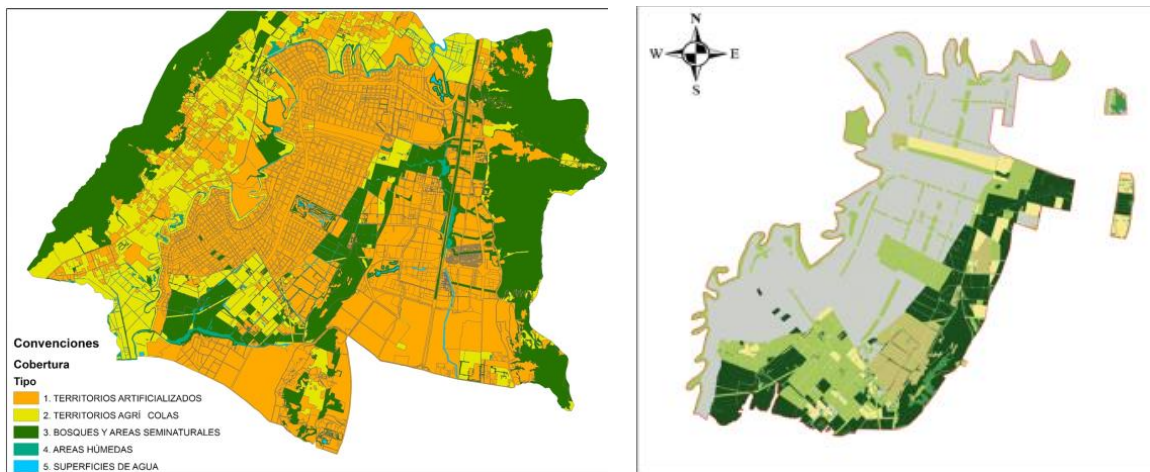 Convenciones
Cobertura
Tipo
1. TERRITORIOS ARTIFICIALIZADOS
2. TERRITORIOS AGRÍ COLAS
3. BOSQUES Y AREAS SEMINATURALES
4. AREAS HÚMEDAS
5. SUPERFICIES DE AGUA
N
W E
S